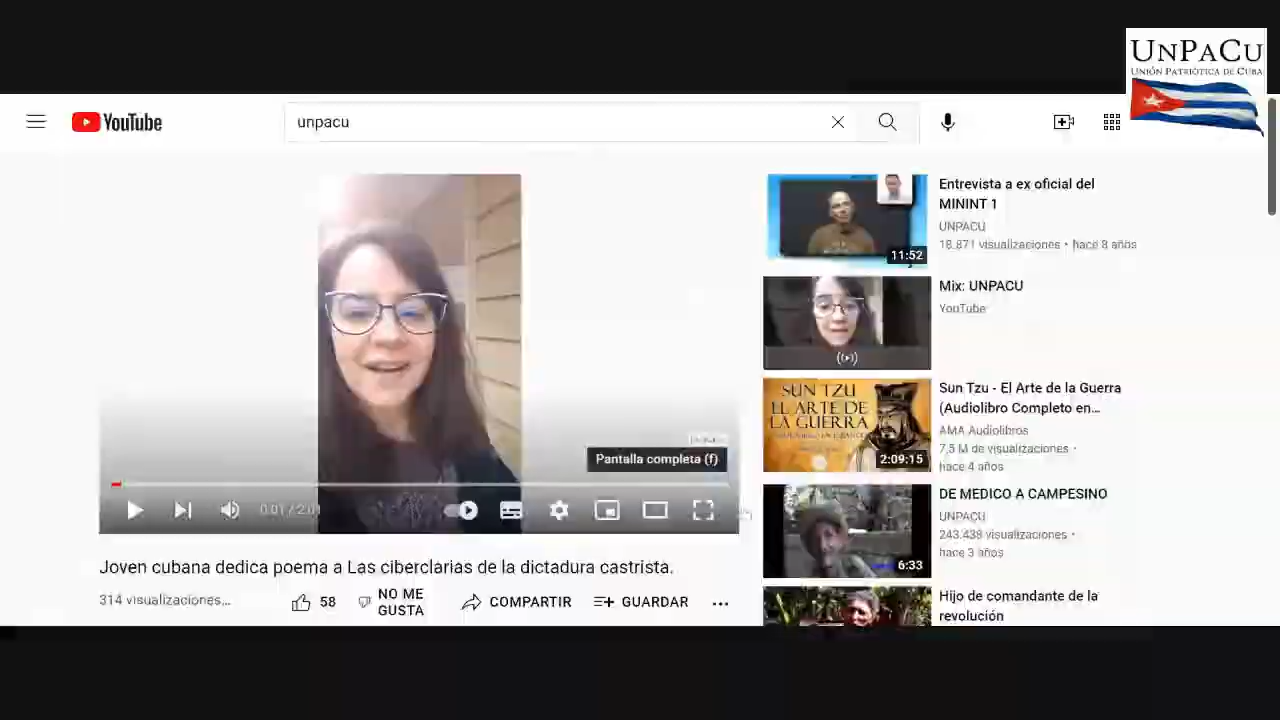 UNPACU
UNIÓN PATRIÓTICA DE CUBA
YouTube
unpacu
Entrevista a ex oficial del
MININT 1
UNPACU
18.871 visualizaciones • hace 8 años
11:52
Mix: UNPACU
YouTube
SUN TZU
EL ARTE DE
LA GUERRA
2:09:15
Sun Tzu - El Arte de la Guerra
(Audiolibro Completo en...
AMA Audiolibros
7,5 M de visualizaciones •
hace 4 años
Pantalla completa (f)
0:01 / 2:01
DE MEDICO A CAMPESINO
UNPACU
243.438 visualizaciones •
hace 3 años
6:33
Joven cubana dedica poema a Las ciberclarias de la dictadura castrista.
314 visualizaciones...
58
NO ME
GUSTA
COMPARTIR
GUARDAR
Hijo de comandante de la
revolución